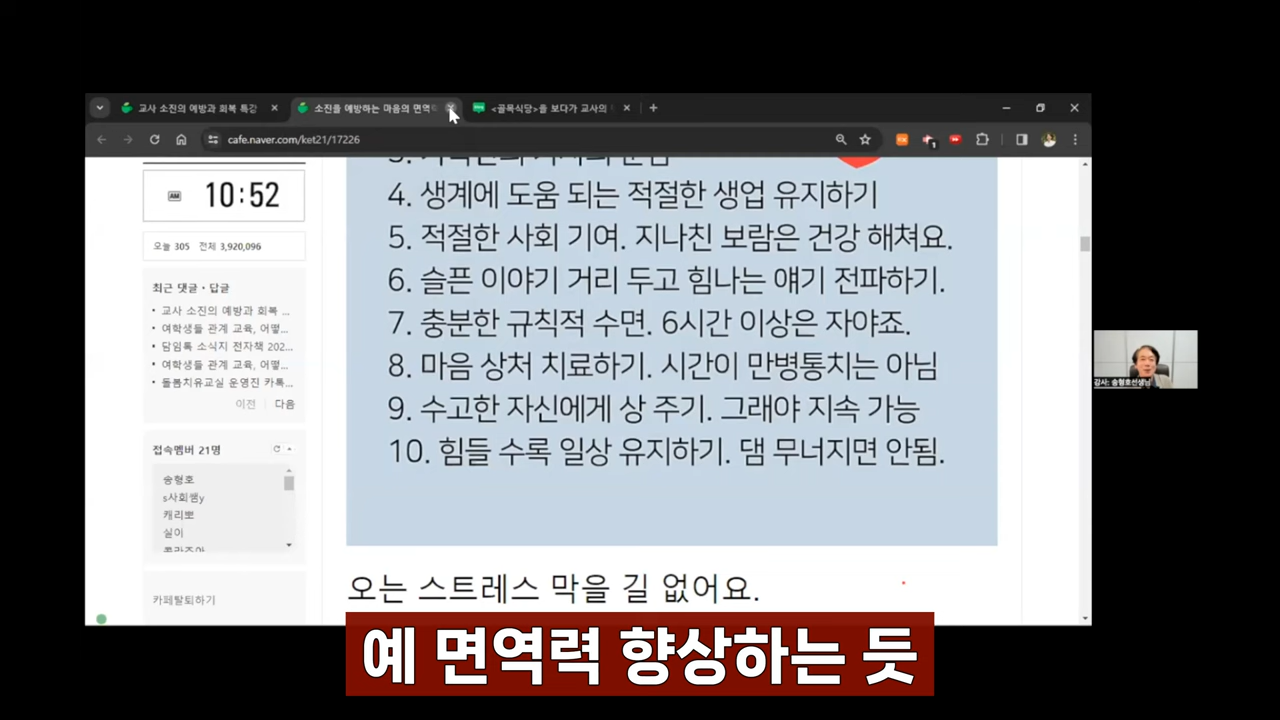 교사 소진의 예방과 회복 특강
소진을 예방하는 마음의 면역
<골목식당>을 보다가 교사의
cafe.naver.com/ket21/17226
AM 10:52
오늘 305 전체 3,920,096
최근 댓글・답글
• 교사 소진의 예방과 회복 ...
• 여학생들 관계 교육, 어떻...
• 담임톡 소식지 전자책 202...
• 여학생들 관계 교육, 어떻...
• 돌봄치유교실 운영진 카톡...
이전 다음
접속멤버 21명
송형호
s사회쌤y
캐리뽀
실이
카페탈퇴하기
4. 생계에 도움 되는 적절한 생업 유지하기
5. 적절한 사회 기여. 지나친 보람은 건강 해쳐요.
6. 슬픈 이야기 거리 두고 힘나는 얘기 전파하기.
7. 충분한 규칙적 수면. 6시간 이상은 자야죠.
8. 마음 상처 치료하기. 시간이 만병통치는 아님
9. 수고한 자신에게 상 주기. 그래야 지속 가능
10. 힘들 수록 일상 유지하기. 댐 무너지면 안됨.
오는 스트레스 막을 길 없어요.
강사: 송형호선생님
예 면역력 향상하는 듯